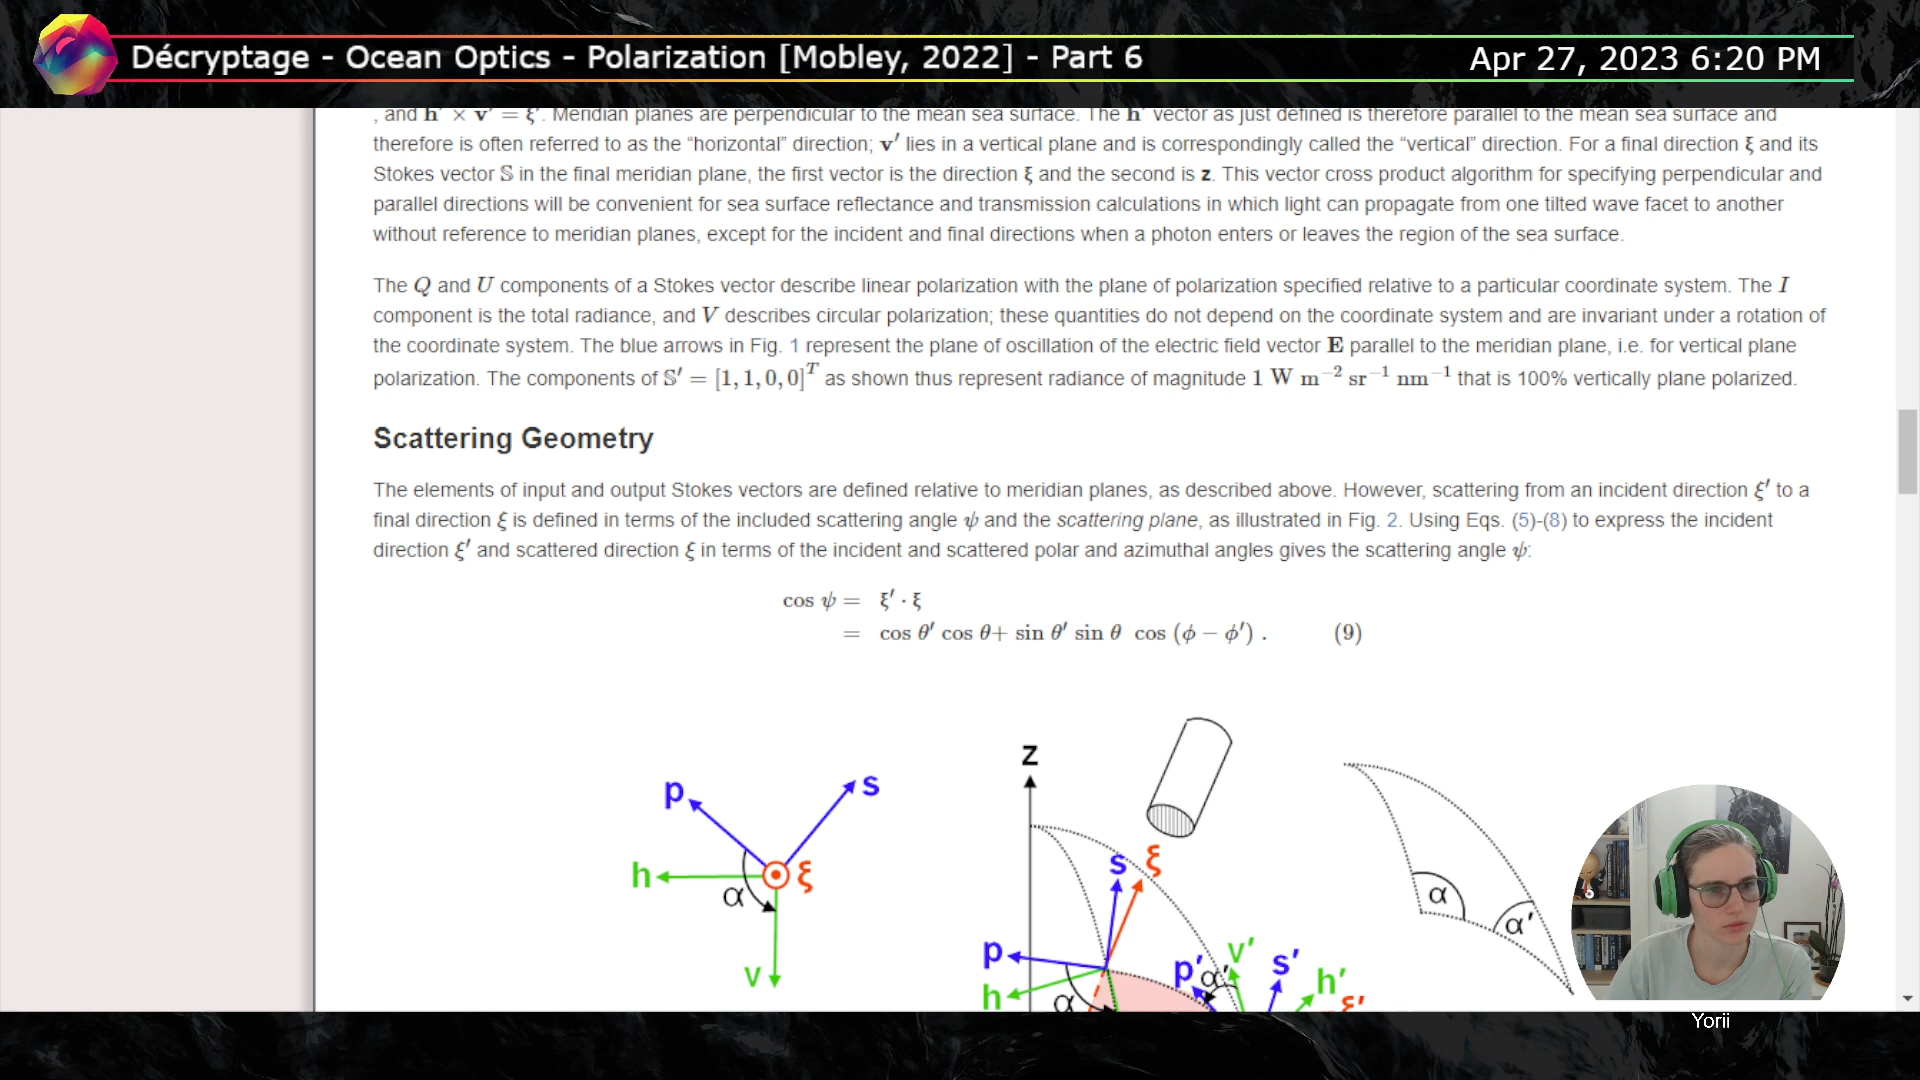 Décryptage - Ocean Optics - Polarization [Mobley, 2022] - Part 6
Apr 27, 2023 6:20 PM
, and h′ × v′ = ξ′. Meridian planes are perpendicular to the mean sea surface. The h′ vector as just defined is therefore parallel to the mean sea surface and
therefore is often referred to as the “horizontal” direction; v′ lies in a vertical plane and is correspondingly called the “vertical” direction. For a final direction ξ and its
Stokes vector 𝕊 in the final meridian plane, the first vector is the direction ξ and the second is z. This vector cross product algorithm for specifying perpendicular and
parallel directions will be convenient for sea surface reflectance and transmission calculations in which light can propagate from one tilted wave facet to another
without reference to meridian planes, except for the incident and final directions when a photon enters or leaves the region of the sea surface.
The Q and U components of a Stokes vector describe linear polarization with the plane of polarization specified relative to a particular coordinate system. The I
component is the total radiance, and V describes circular polarization; these quantities do not depend on the coordinate system and are invariant under a rotation of
the coordinate system. The blue arrows in Fig. 1 represent the plane of oscillation of the electric field vector E parallel to the meridian plane, i.e. for vertical plane
polarization. The components of 𝕊′ = [1, 1, 0, 0]ᵀ as shown thus represent radiance of magnitude 1 W m⁻² sr⁻¹ nm⁻¹ that is 100% vertically plane polarized.
Scattering Geometry
The elements of input and output Stokes vectors are defined relative to meridian planes, as described above. However, scattering from an incident direction ξ′ to a
final direction ξ is defined in terms of the included scattering angle ψ and the scattering plane, as illustrated in Fig. 2. Using Eqs. (5)-(8) to express the incident
direction ξ′ and scattered direction ξ in terms of the incident and scattered polar and azimuthal angles gives the scattering angle ψ:
cos ψ = ξ′ · ξ
= cos θ′ cos θ+ sin θ′ sin θ cos (ϕ − ϕ′) . (9)
p s
h ξ
α
v
z
s ξ
p
h α
p′ α′ v′ s′ h′
ξ′
α α′
Yorii